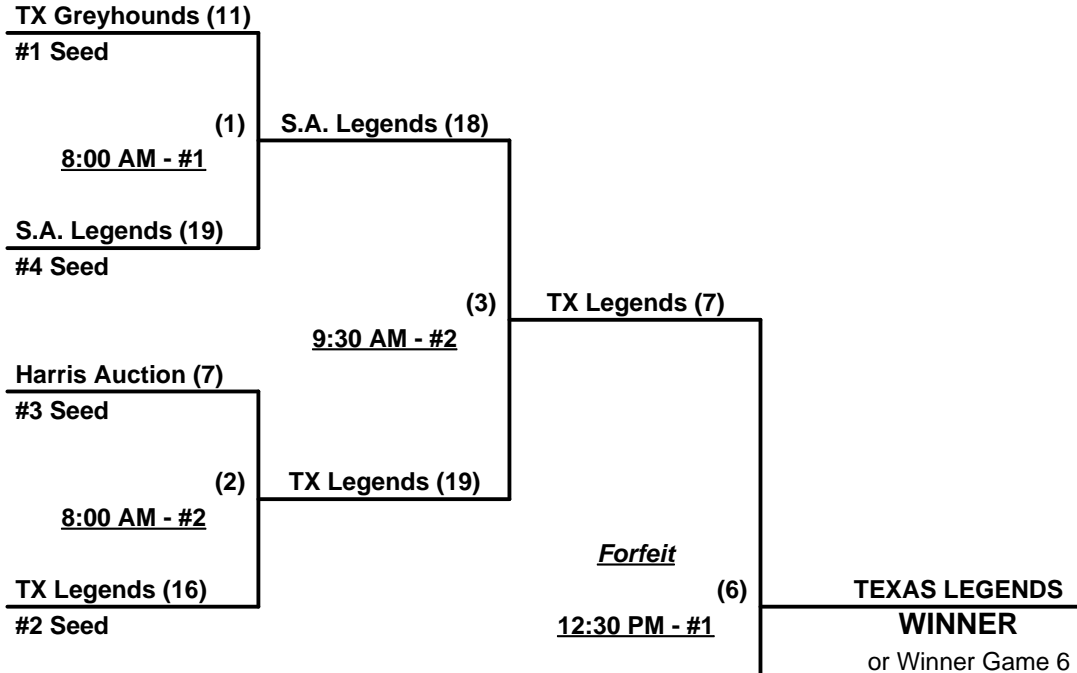 TX Greyhounds (11)
#1 Seed
(1)
S.A. Legends (18)
8:00 AM - #1
S.A. Legends (19)
#4 Seed
(3)
TX Legends (7)
9:30 AM - #2
Harris Auction (7)
#3 Seed
(2)
TX Legends (19)
8:00 AM - #2
Forfeit
TX Legends (16)
(6)
TEXAS LEGENDS
#2 Seed
12:30 PM - #1
WINNER
or Winner Game 6